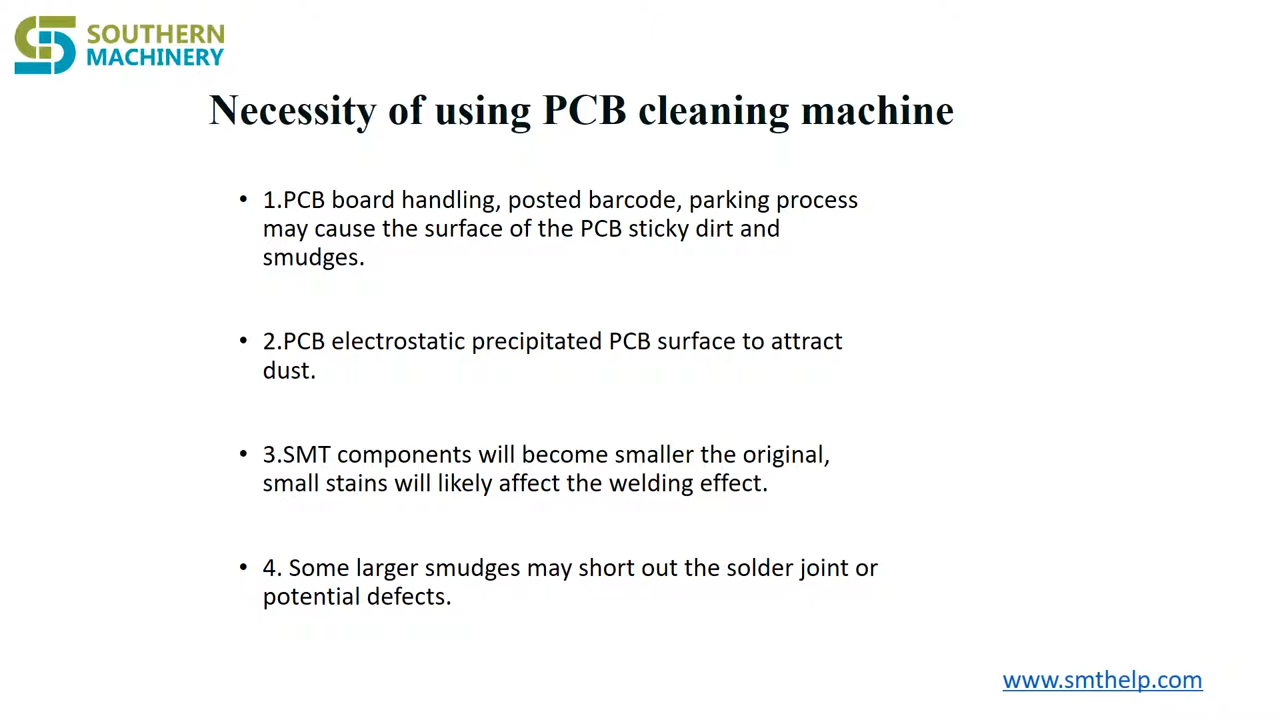 SOUTHERN
MACHINERY
Necessity of using PCB cleaning machine
• 1.PCB board handling, posted barcode, parking process
may cause the surface of the PCB sticky dirt and
smudges.
• 2.PCB electrostatic precipitated PCB surface to attract
dust.
• 3.SMT components will become smaller the original,
small stains will likely affect the welding effect.
• 4. Some larger smudges may short out the solder joint or
potential defects.
www.smthelp.com